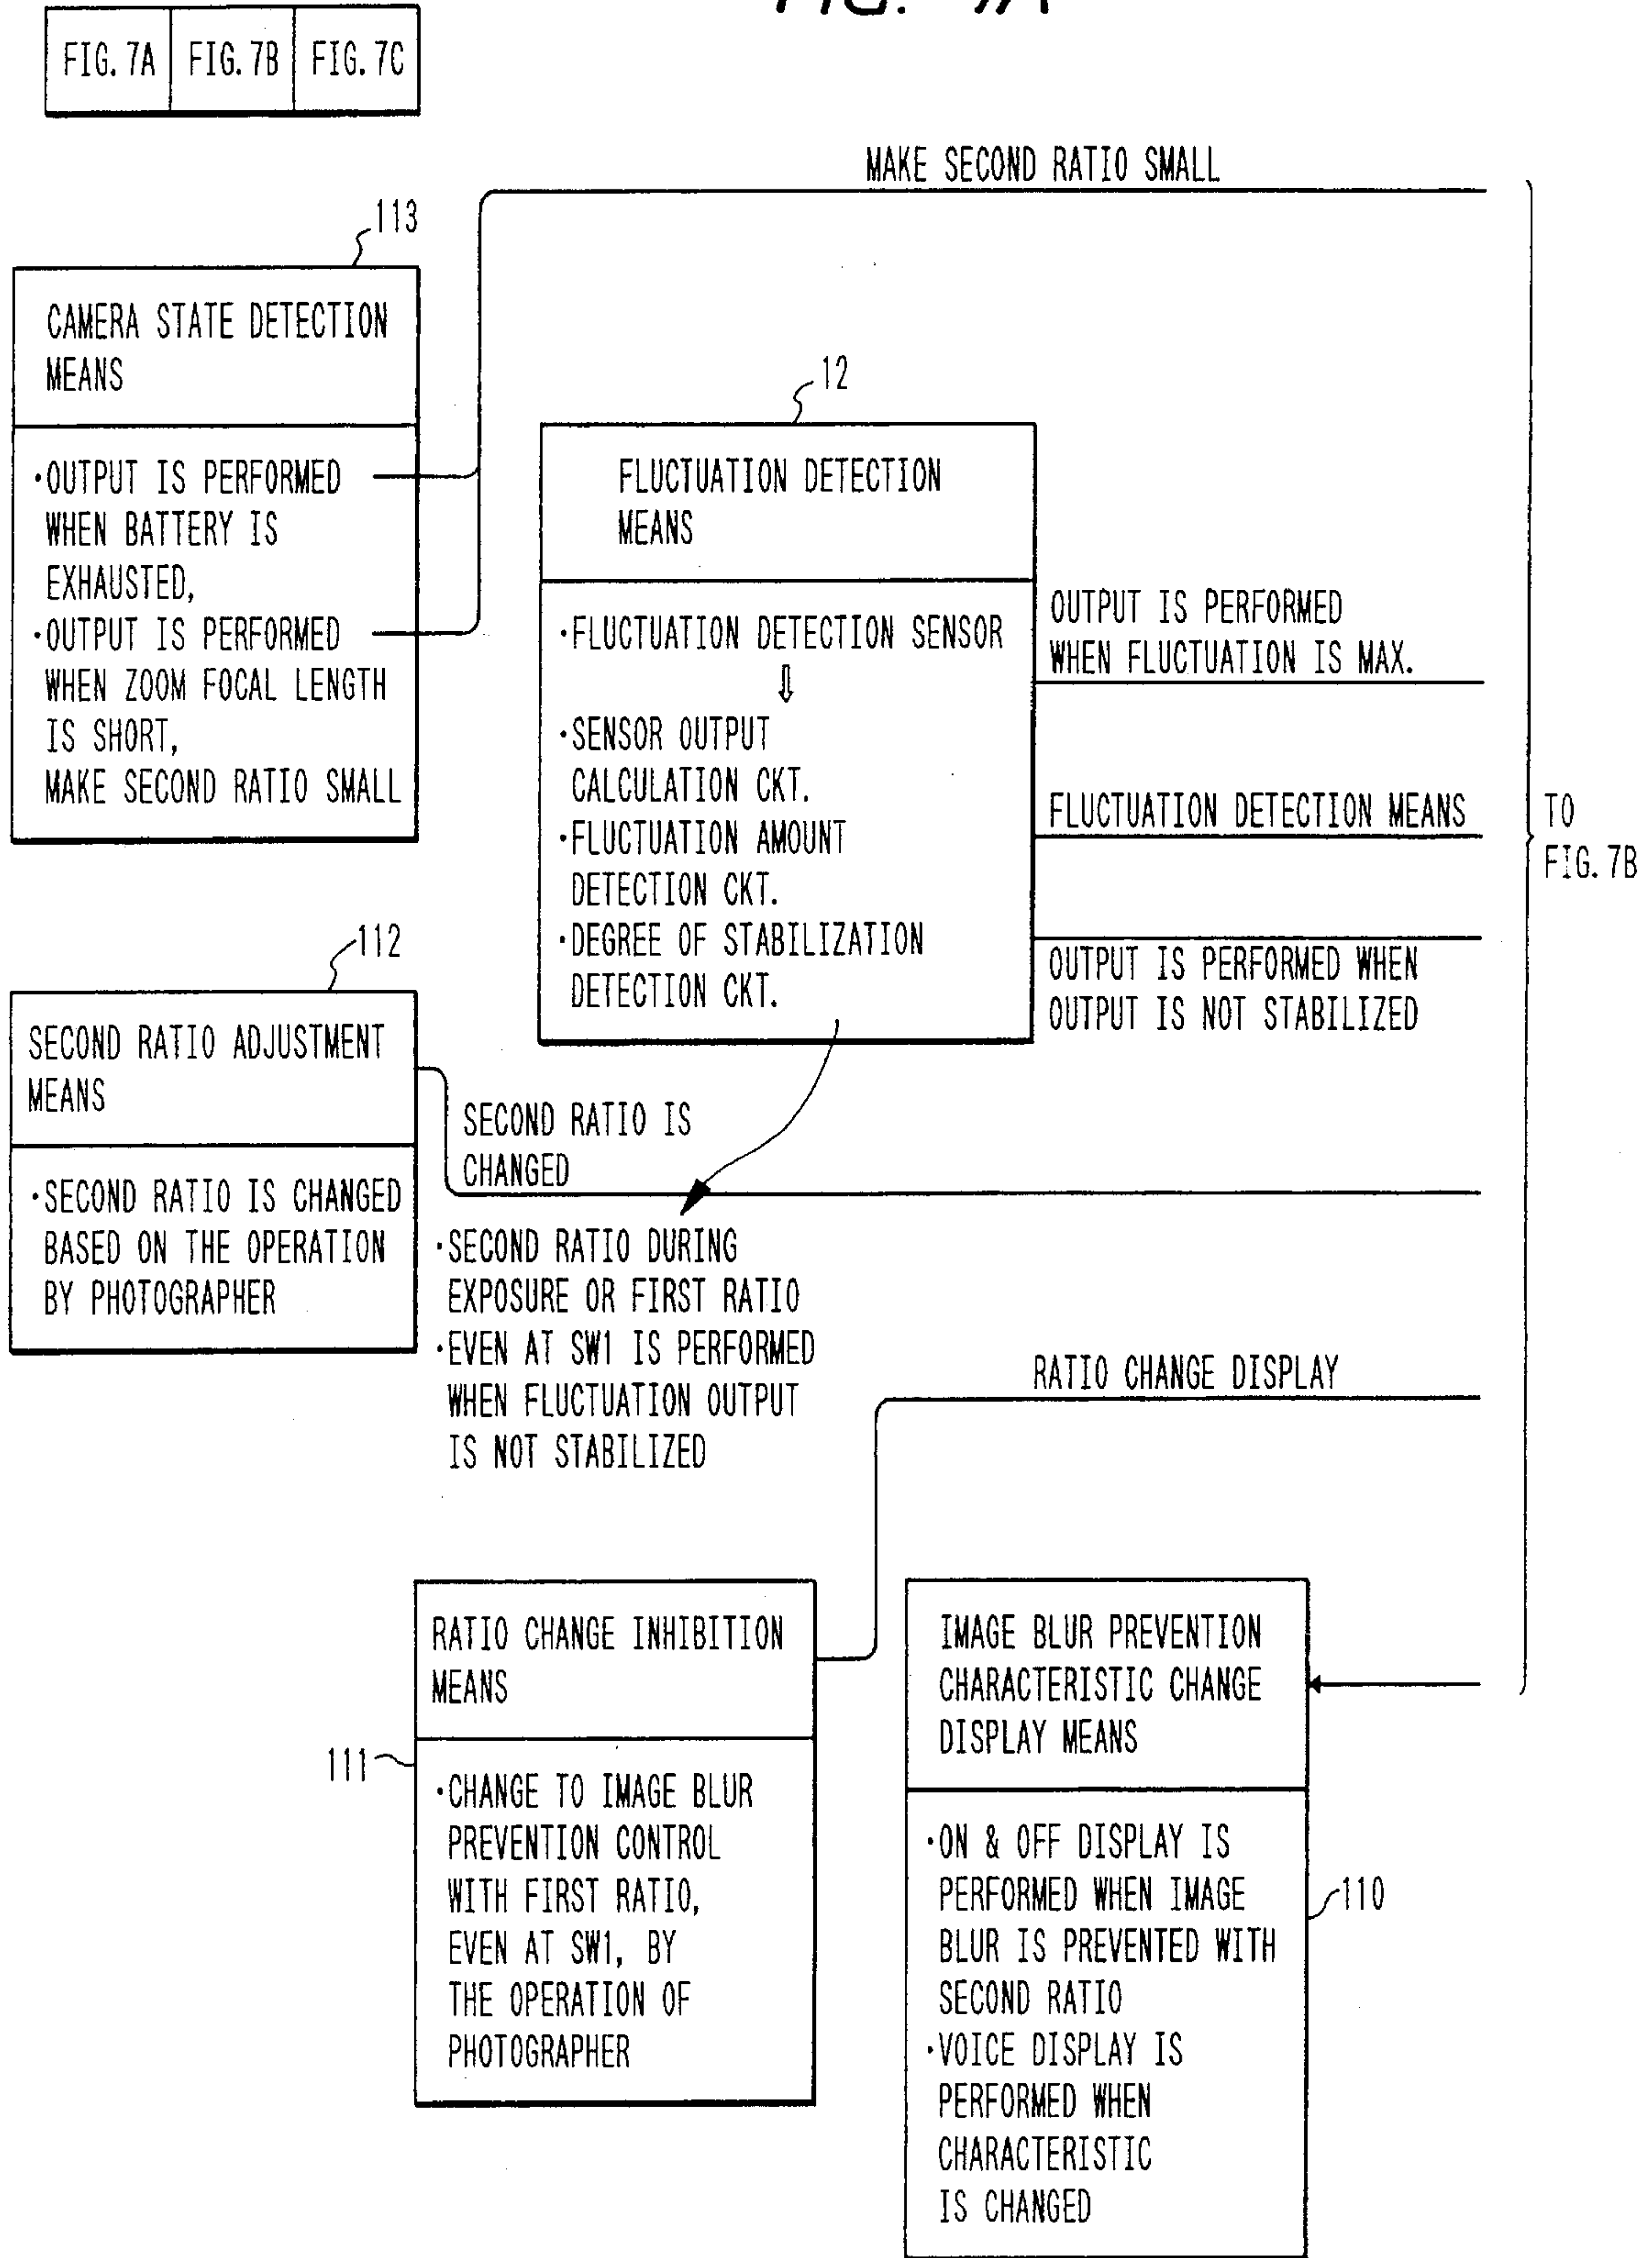 FIG. 7A
FIG. 7A
FIG. 7B
FIG. 7C
MAKE SECOND RATIO SMALL
113
CAMERA STATE DETECTION
MEANS
·OUTPUT IS PERFORMED
WHEN BATTERY IS
EXHAUSTED,
·OUTPUT IS PERFORMED
WHEN ZOOM FOCAL LENGTH
IS SHORT,
MAKE SECOND RATIO SMALL
12
FLUCTUATION DETECTION
MEANS
·FLUCTUATION DETECTION SENSOR
⇩
·SENSOR OUTPUT
CALCULATION CKT.
·FLUCTUATION AMOUNT
DETECTION CKT.
·DEGREE OF STABILIZATION
DETECTION CKT.
OUTPUT IS PERFORMED
WHEN FLUCTUATION IS MAX.
FLUCTUATION DETECTION MEANS
OUTPUT IS PERFORMED WHEN
OUTPUT IS NOT STABILIZED
TO
FIG. 7B
112
SECOND RATIO ADJUSTMENT
MEANS
·SECOND RATIO IS CHANGED
BASED ON THE OPERATION
BY PHOTOGRAPHER
SECOND RATIO IS
CHANGED
·SECOND RATIO DURING
EXPOSURE OR FIRST RATIO
·EVEN AT SW1 IS PERFORMED
WHEN FLUCTUATION OUTPUT
IS NOT STABILIZED
RATIO CHANGE DISPLAY
RATIO CHANGE INHIBITION
MEANS
111
·CHANGE TO IMAGE BLUR
PREVENTION CONTROL
WITH FIRST RATIO,
EVEN AT SW1, BY
THE OPERATION OF
PHOTOGRAPHER
IMAGE BLUR PREVENTION
CHARACTERISTIC CHANGE
DISPLAY MEANS
·ON & OFF DISPLAY IS
PERFORMED WHEN IMAGE
BLUR IS PREVENTED WITH
SECOND RATIO
·VOICE DISPLAY IS
PERFORMED WHEN
CHARACTERISTIC
IS CHANGED
110